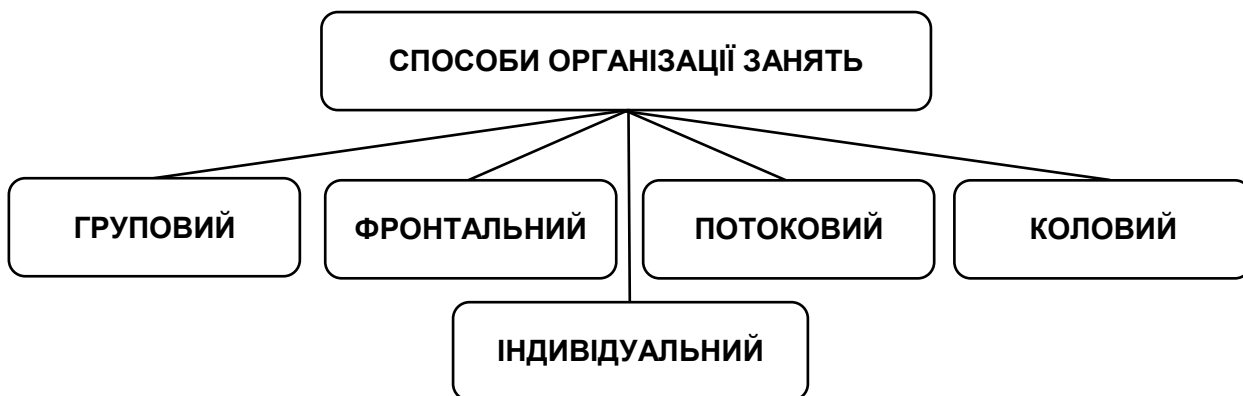 СПОСОБИ ОРГАНІЗАЦІЇ ЗАНЯТЬ
ГРУПОВИЙ
ФРОНТАЛЬНИЙ
ПОТОКОВИЙ
КОЛОВИЙ
ІНДИВІДУАЛЬНИЙ